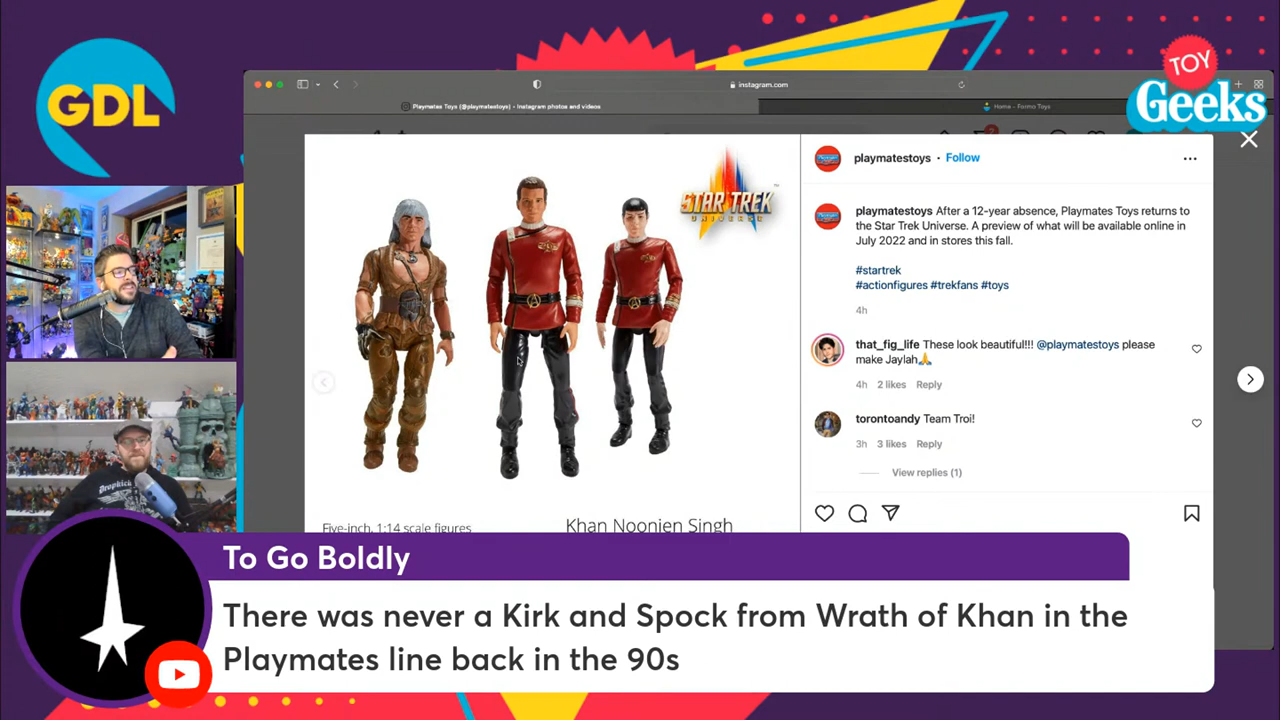 GDL
TOY
Geeks
instagram.com
Playmates Toys (@playmatestoys) • Instagram photos and videos
Home - Formo Toys
STAR TREK
UNIVERSE
playmatestoys • Follow
playmatestoys After a 12-year absence, Playmates Toys returns to
the Star Trek Universe. A preview of what will be available online in
July 2022 and in stores this fall.
#startrek
#actionfigures #trekfans #toys
4h
that_fig_life These look beautiful!!! @playmatestoys please
make Jaylah🙏
4h 2 likes Reply
torontoandy Team Troi!
3h 3 likes Reply
View replies (1)
Five-inch, 1:14 scale figures
Khan Noonien Singh
To Go Boldly
There was never a Kirk and Spock from Wrath of Khan in the
Playmates line back in the 90s